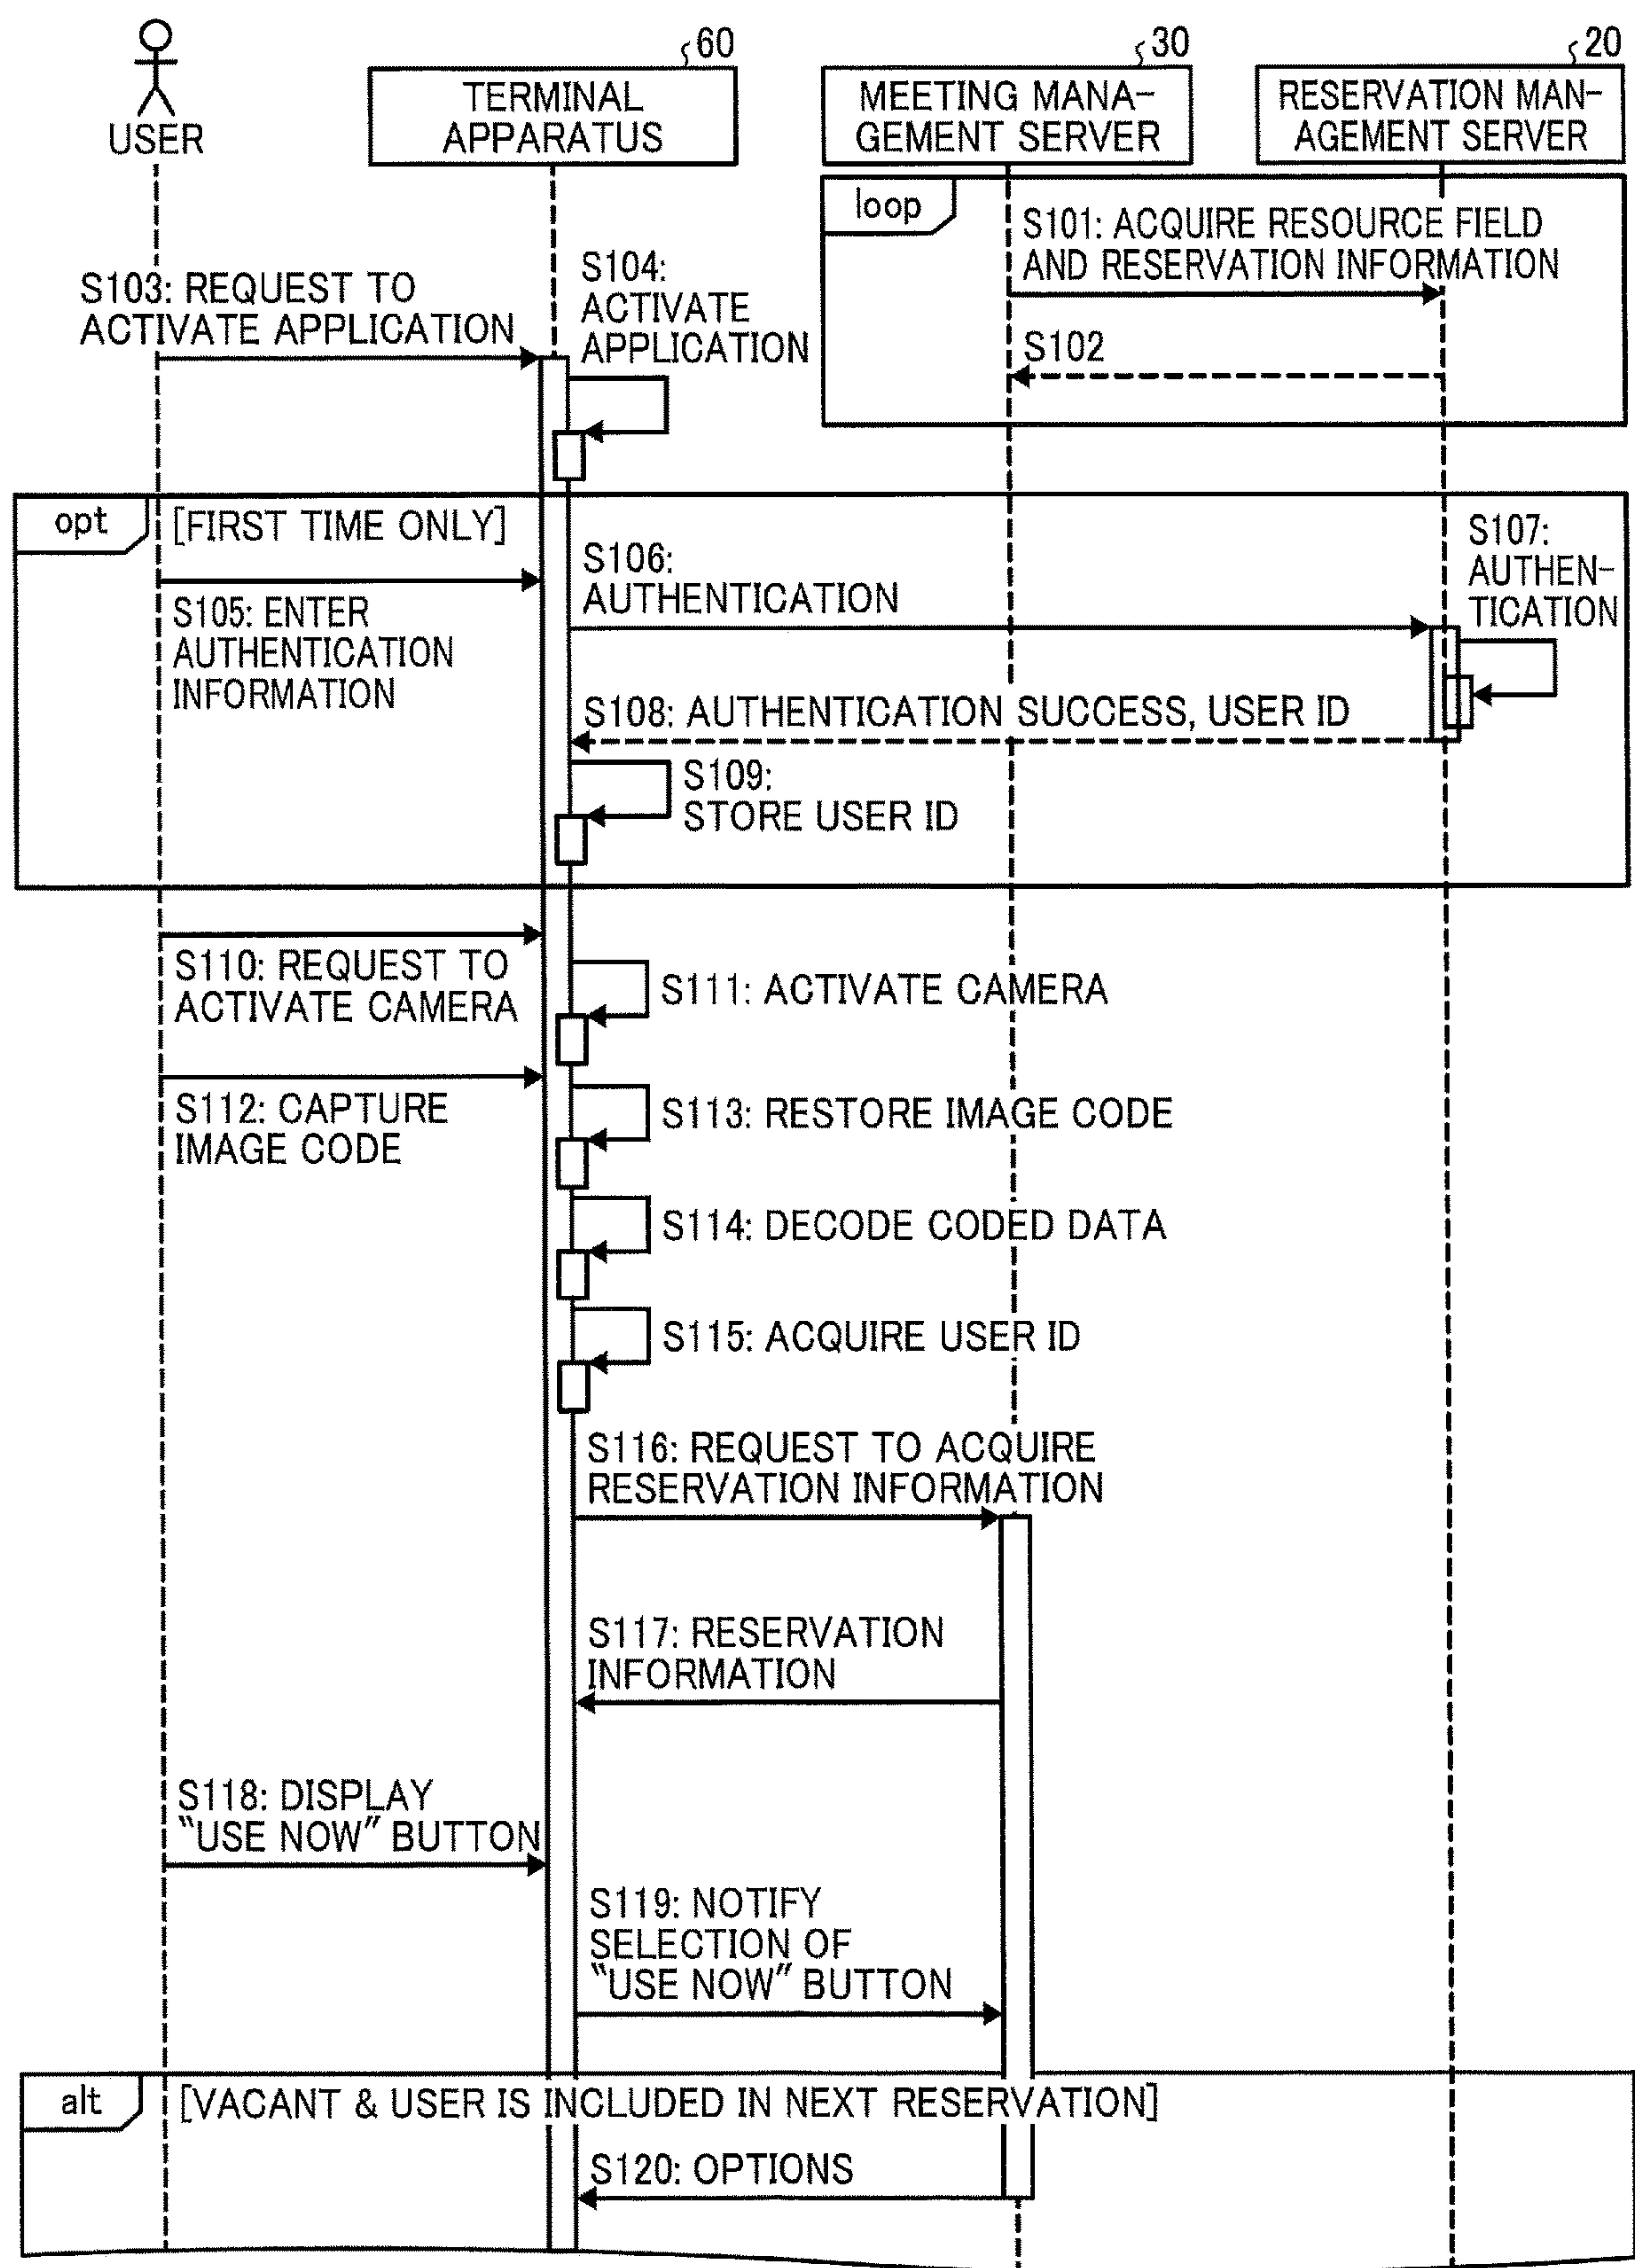 60
30
20
USER
TERMINAL
APPARATUS
MEETING MANA-
GEMENT SERVER
RESERVATION MAN-
AGEMENT SERVER
loop
S101: ACQUIRE RESOURCE FIELD
AND RESERVATION INFORMATION
S102
S103: REQUEST TO
ACTIVATE APPLICATION
S104:
ACTIVATE
APPLICATION
opt
[FIRST TIME ONLY]
S105: ENTER
AUTHENTICATION
INFORMATION
S106:
AUTHENTICATION
S107:
AUTHEN-
TICATION
S108: AUTHENTICATION SUCCESS, USER ID
S109:
STORE USER ID
S110: REQUEST TO
ACTIVATE CAMERA
S111: ACTIVATE CAMERA
S112: CAPTURE
IMAGE CODE
S113: RESTORE IMAGE CODE
S114: DECODE CODED DATA
S115: ACQUIRE USER ID
S116: REQUEST TO ACQUIRE
RESERVATION INFORMATION
S117: RESERVATION
INFORMATION
S118: DISPLAY
"USE NOW" BUTTON
S119: NOTIFY
SELECTION OF
"USE NOW" BUTTON
alt
[VACANT & USER IS INCLUDED IN NEXT RESERVATION]
S120: OPTIONS